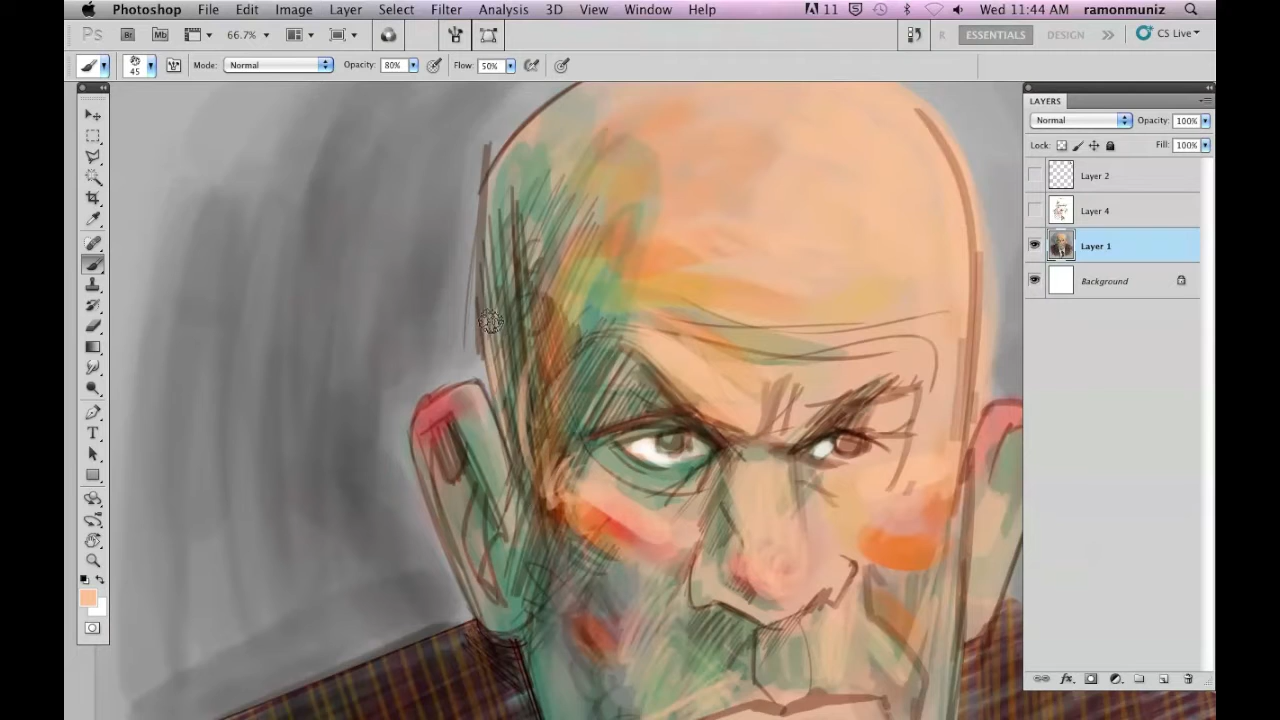 Photoshop File Edit Image Layer Select Filter Analysis 3D View Window Help 11 Wed 11:44 AM ramonmuniz
Ps Br Mb 66.7% ESSENTIALS DESIGN CS Live
45 Mode: Normal Opacity: 80% Flow: 50%
LAYERS
Normal Opacity: 100%
Lock: Fill: 100%
Layer 2
Layer 4
Layer 1
Background
T
fx